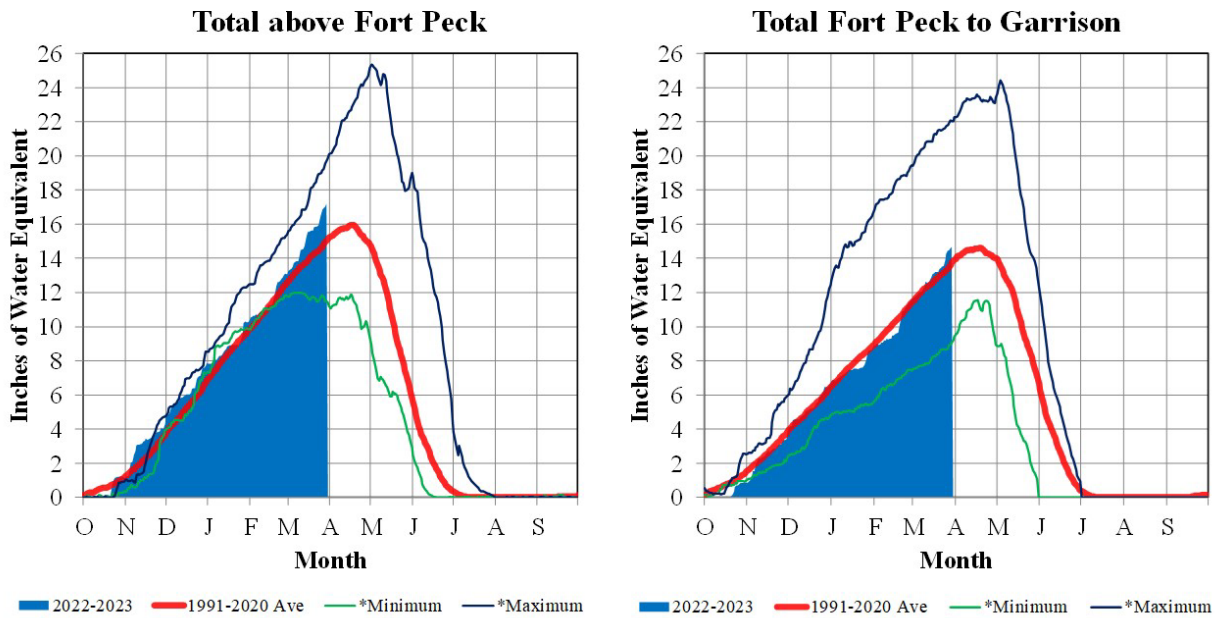 Total above Fort Peck
Inches of Water Equivalent
26
24
22
20
18
16
14
12
10
8
6
4
2
0
O N D J F M A M J J A S
Month
2022-2023 1991-2020 Ave *Minimum *Maximum
Total Fort Peck to Garrison
Inches of Water Equivalent
26
24
22
20
18
16
14
12
10
8
6
4
2
0
O N D J F M A M J J A S
Month
2022-2023 1991-2020 Ave *Minimum *Maximum